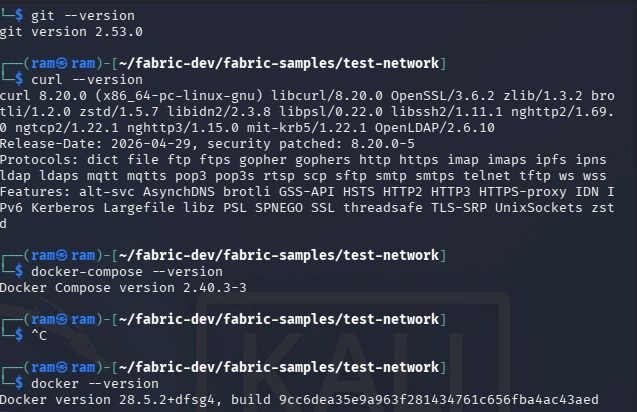 └─$ git --version
git version 2.53.0

┌──(ram㉿ram)-[~/fabric-dev/fabric-samples/test-network]
└─$ curl --version
curl 8.20.0 (x86_64-pc-linux-gnu) libcurl/8.20.0 OpenSSL/3.6.2 zlib/1.3.2 bro
tli/1.2.0 zstd/1.5.7 libidn2/2.3.8 libpsl/0.22.0 libssh2/1.11.1 nghttp2/1.69.
0 ngtcp2/1.22.1 nghttp3/1.15.0 mit-krb5/1.22.1 OpenLDAP/2.6.10
Release-Date: 2026-04-29, security patched: 8.20.0-5
Protocols: dict file ftp ftps gopher gophers http https imap imaps ipfs ipns
ldap ldaps mqtt mqtts pop3 pop3s rtsp scp sftp smtp smtps telnet tftp ws wss
Features: alt-svc AsynchDNS brotli GSS-API HSTS HTTP2 HTTP3 HTTPS-proxy IDN I
Pv6 Kerberos Largefile libz PSL SPNEGO SSL threadsafe TLS-SRP UnixSockets zst
d

┌──(ram㉿ram)-[~/fabric-dev/fabric-samples/test-network]
└─$ docker-compose --version
Docker Compose version 2.40.3-3

┌──(ram㉿ram)-[~/fabric-dev/fabric-samples/test-network]
└─$ ^C

┌──(ram㉿ram)-[~/fabric-dev/fabric-samples/test-network]
└─$ docker --version
Docker version 28.5.2+dfsg4, build 9cc6dea35e9a963f281434761c656fba4ac43aed
KALI